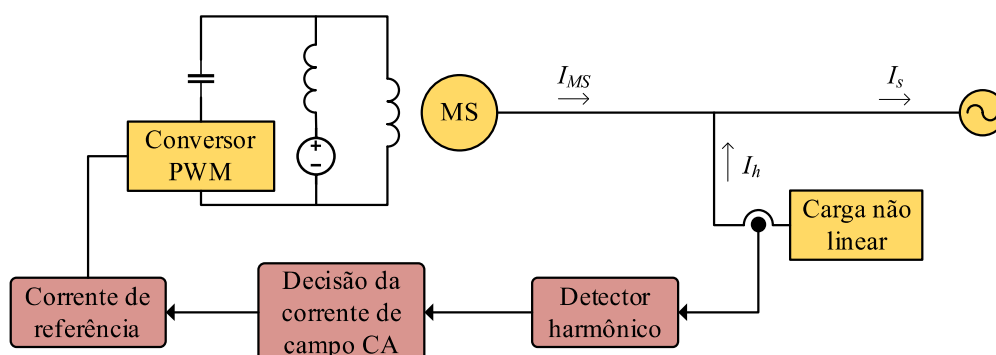 I_MS
I_s
MS
Conversor
PWM
+
−
I_h
Carga não
linear
Corrente de
referência
Decisão da
corrente de
campo CA
Detector
harmônico